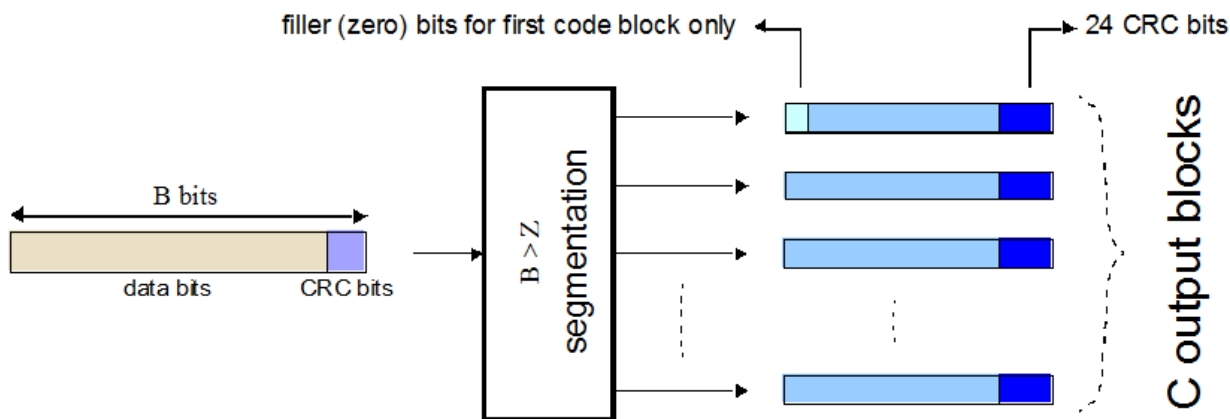 filler (zero) bits for first code block only
24 CRC bits
B bits
data bits
CRC bits
B > Z
segmentation
C output blocks